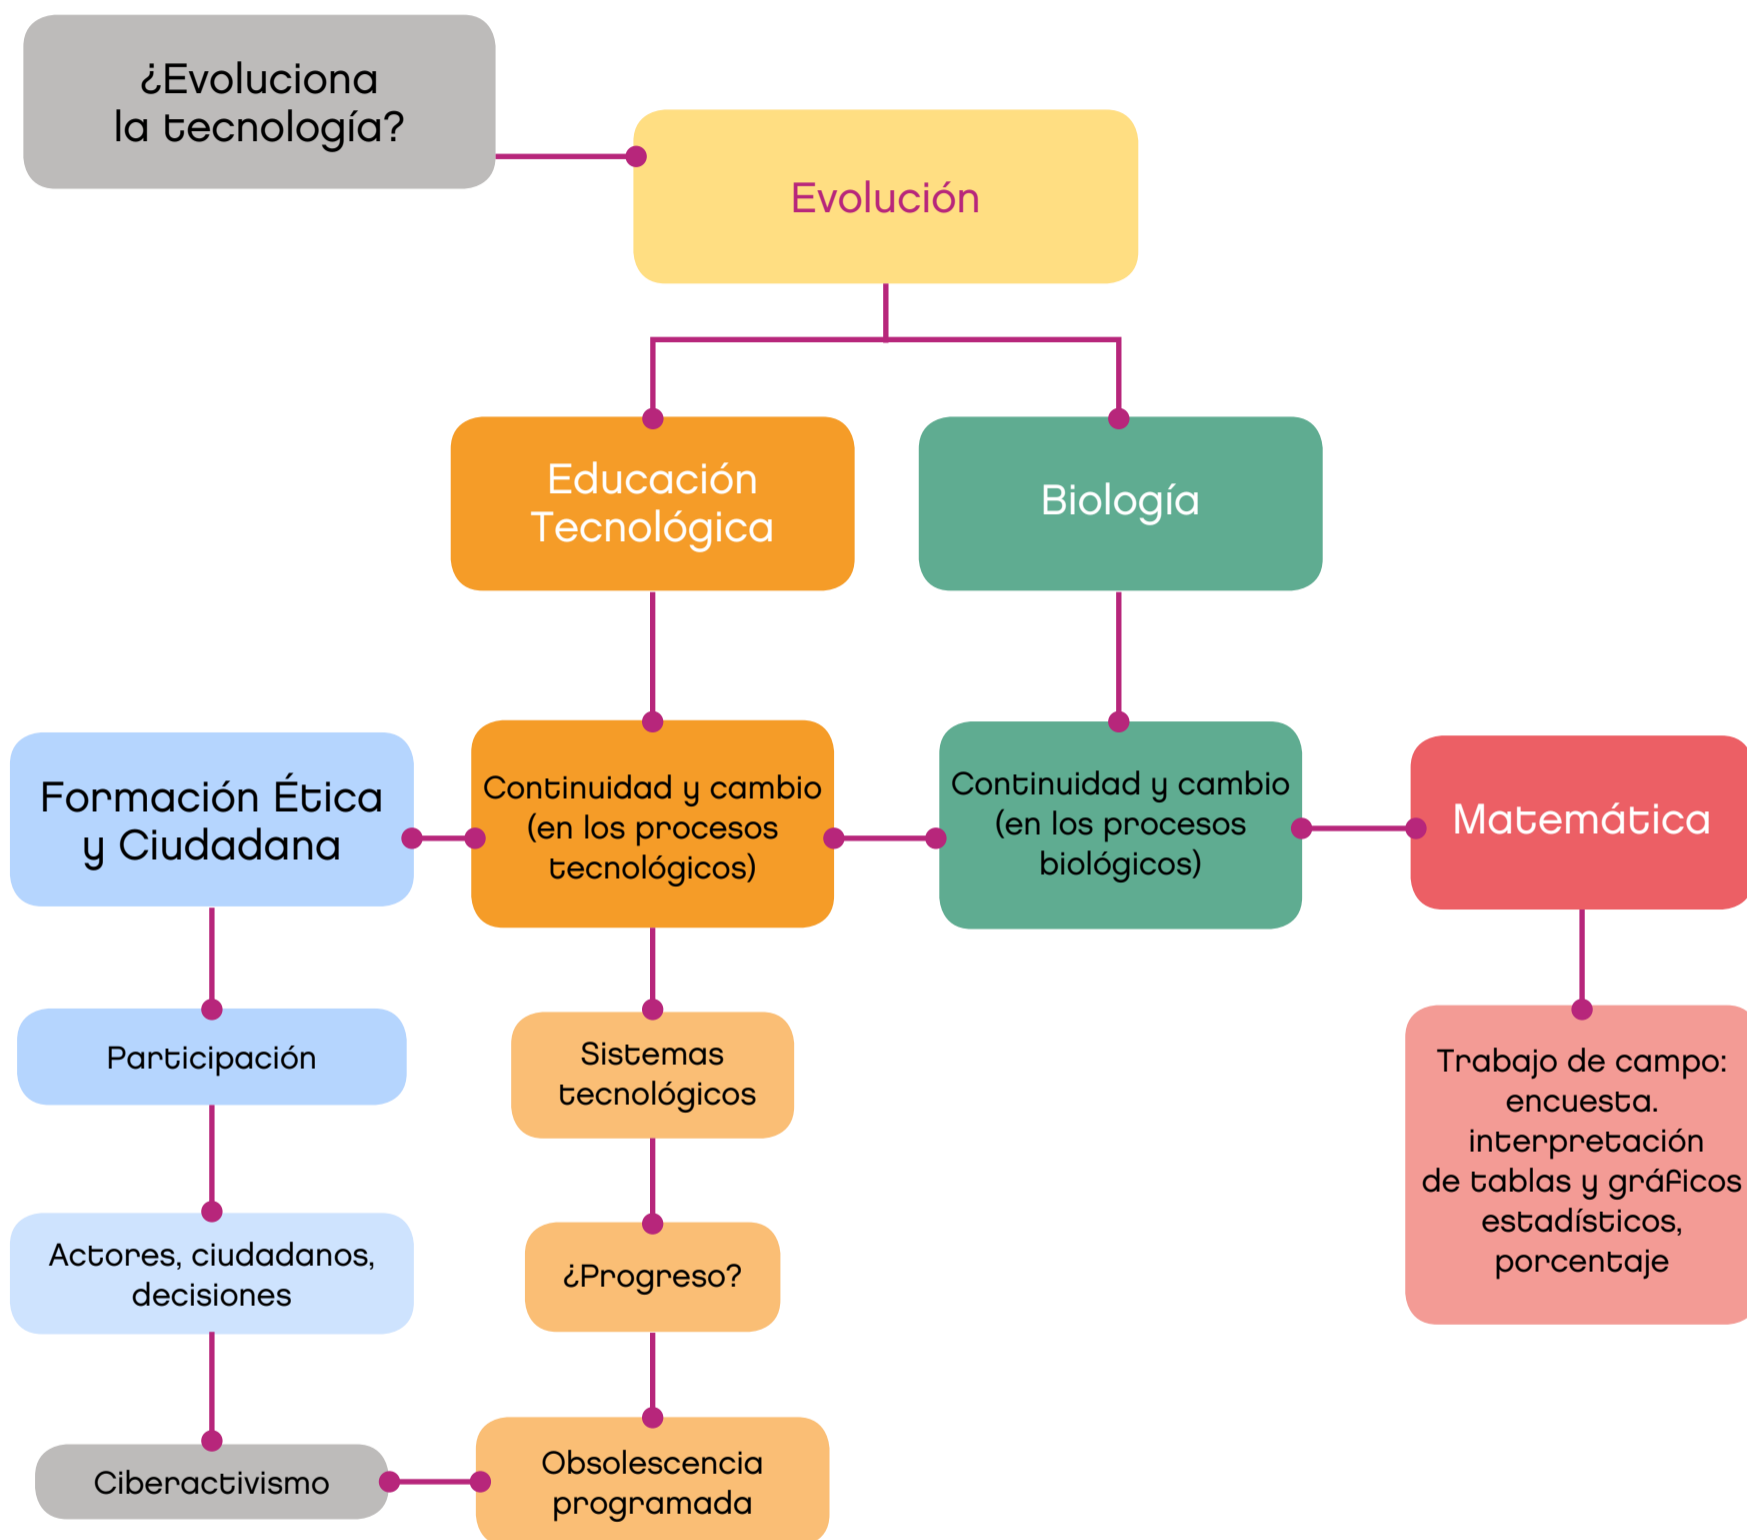 ¿Evoluciona
la tecnología?
Evolución
Educación
Tecnológica
Biología
Formación Ética
y Ciudadana
Continuidad y cambio
(en los procesos
tecnológicos)
Continuidad y cambio
(en los procesos
biológicos)
Matemática
Participación
Sistemas
tecnológicos
Trabajo de campo:
encuesta.
interpretación
de tablas y gráficos
estadísticos,
porcentaje
Actores, ciudadanos,
decisiones
¿Progreso?
Ciberactivismo
Obsolescencia
programada